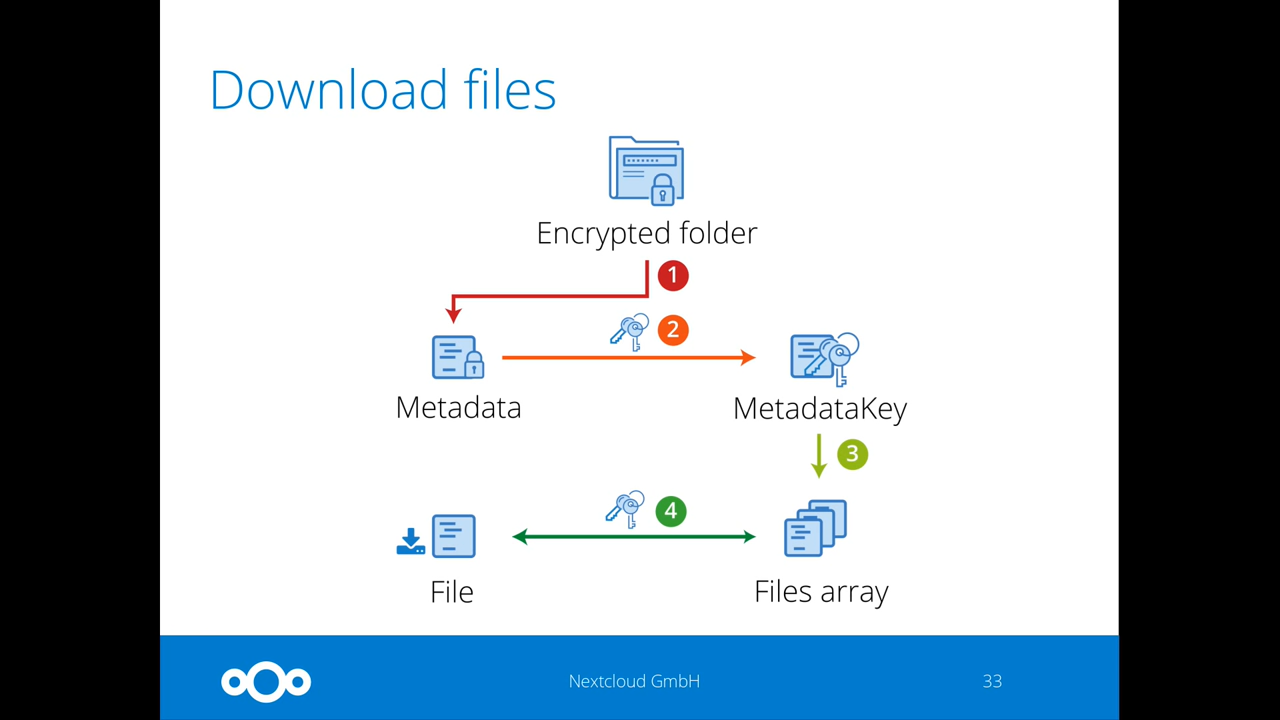 Download files
Encrypted folder
1
2
Metadata
MetadataKey
3
4
File
Files array
Nextcloud GmbH
33